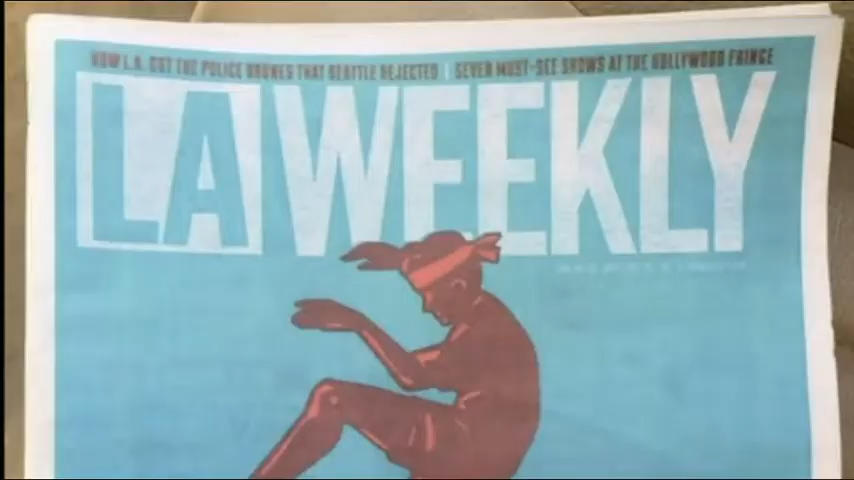 HOW L.A. GOT THE POLICE DRONES THAT SEATTLE REJECTED | SEVEN MUST-SEE SHOWS AT THE HOLLYWOOD FRINGE
LA WEEKLY